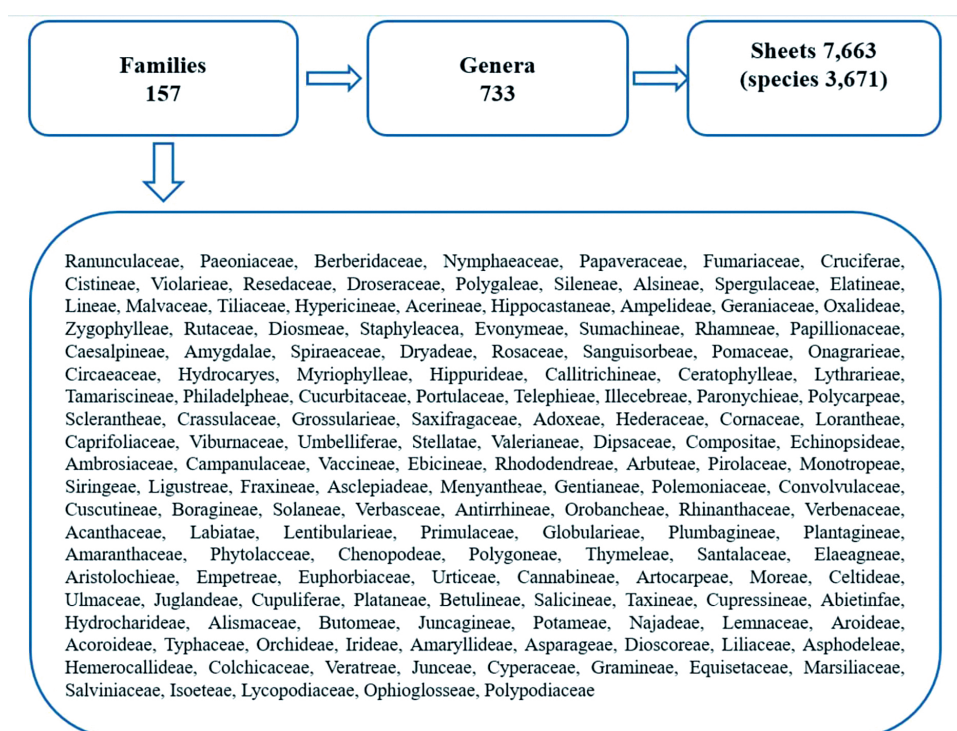 Families
157
Genera
733
Sheets 7,663
(species 3,671)
Ranunculaceae, Paeoniaceae, Berberidaceae, Nymphaeaceae, Papaveraceae, Fumariaceae, Cruciferae,
Cistineae, Violarieae, Resedaceae, Droseraceae, Polygaleae, Sileneae, Alsineae, Spergulaceae, Elatineae,
Lineae, Malvaceae, Tiliaceae, Hypericineae, Acerineae, Hippocastaneae, Ampelideae, Geraniaceae, Oxalideae,
Zygophylleae, Rutaceae, Diosmeae, Staphyleacea, Evonymeae, Sumachineae, Rhamneae, Papillionaceae,
Caesalpineae, Amygdalae, Spiraeaceae, Dryadeae, Rosaceae, Sanguisorbeae, Pomaceae, Onagrarieae,
Circaeaceae, Hydrocaryes, Myriophylleae, Hippurideae, Callitrichineae, Ceratophylleae, Lythrarieae,
Tamariscineae, Philadelpheae, Cucurbitaceae, Portulaceae, Telephieae, Illecebreae, Paronychieae, Polycarpeae,
Sclerantheae, Crassulaceae, Grossularieae, Saxifragaceae, Adoxeae, Hederaceae, Cornaceae, Lorantheae,
Caprifoliaceae, Viburnaceae, Umbelliferae, Stellatae, Valerianeae, Dipsaceae, Compositae, Echinopsideae,
Ambrosiaceae, Campanulaceae, Vaccineae, Ebicineae, Rhododendreae, Arbuteae, Pirolaceae, Monotropeae,
Siringeae, Ligustreae, Fraxineae, Asclepiadeae, Menyantheae, Gentianeae, Polemoniaceae, Convolvulaceae,
Cuscutineae, Boragineae, Solaneae, Verbasceae, Antirrhineae, Orobancheae, Rhinanthaceae, Verbenaceae,
Acanthaceae, Labiatae, Lentibularieae, Primulaceae, Globularieae, Plumbagineae, Plantagineae,
Amaranthaceae, Phytolacceae, Chenopodeae, Polygoneae, Thymeleae, Santalaceae, Elaeagneae,
Aristolochieae, Empetreae, Euphorbiaceae, Urticeae, Cannabineae, Artocarpeae, Moreae, Celtideae,
Ulmaceae, Juglandeae, Cupuliferae, Plataneae, Betulineae, Salicineae, Taxineae, Cupressineae, Abietinfae,
Hydrocharideae, Alismaceae, Butomeae, Juncagineae, Potameae, Najadeae, Lemnaceae, Aroideae,
Acoroideae, Typhaceae, Orchideae, Irideae, Amaryllideae, Asparageae, Dioscoreae, Liliaceae, Asphodeleae,
Hemerocallideae, Colchicaceae, Veratreae, Junceae, Cyperaceae, Gramineae, Equisetaceae, Marsiliaceae,
Salviniaceae, Isoeteae, Lycopodiaceae, Ophioglosseae, Polypodiaceae